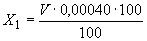 X₁ = V · 0,00040 · 100 / 100